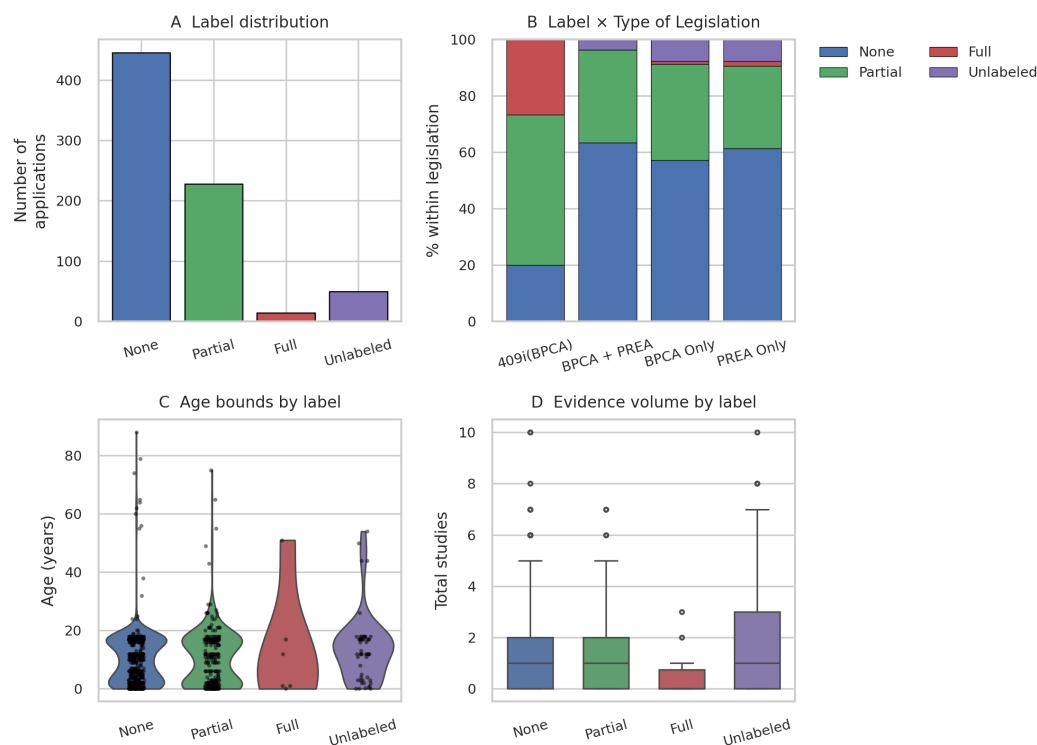 A  Label distribution
400
300
200
100
0
Number of
applications
None
Partial
Full
Unlabeled
B  Label × Type of Legislation
100
80
60
40
20
0
% within legislation
409i(BPCA)
BPCA + PREA
BPCA Only
PREA Only
None
Partial
Full
Unlabeled
C  Age bounds by label
80
60
40
20
0
Age (years)
None
Partial
Full
Unlabeled
D  Evidence volume by label
10
8
6
4
2
0
Total studies
None
Partial
Full
Unlabeled